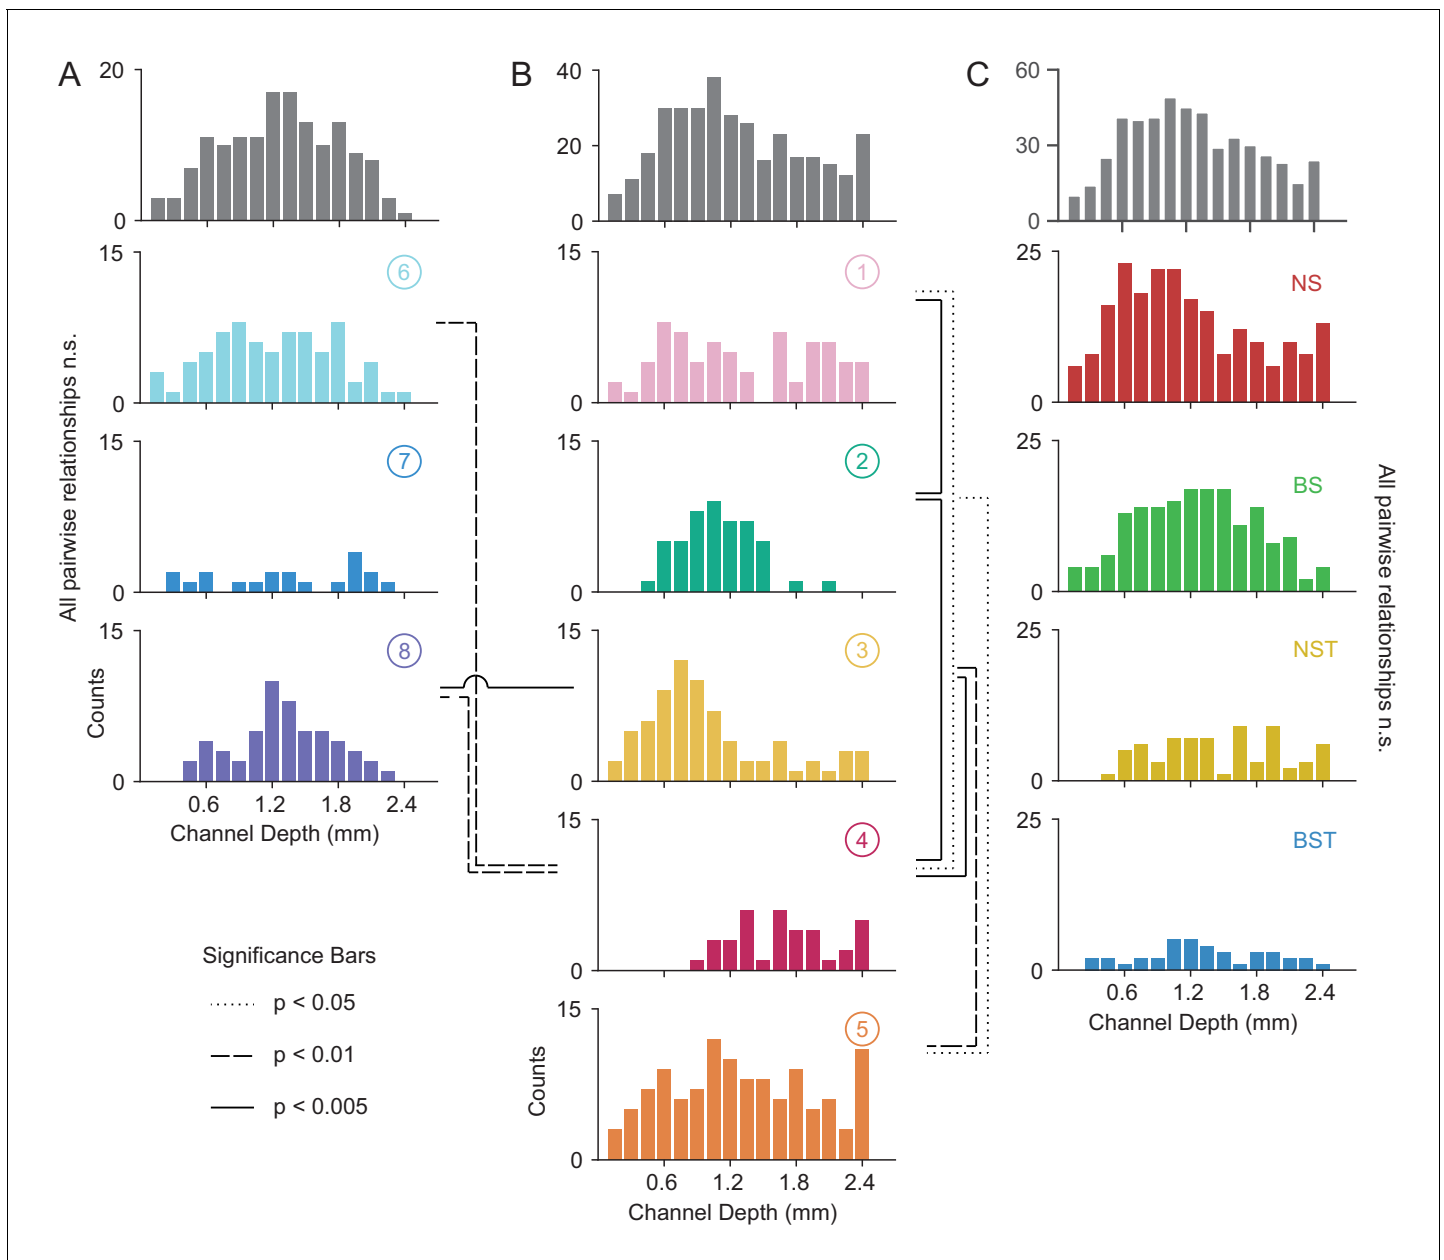 A
20
0
15
6
0
15
7
0
15
8
0
0.6 1.2 1.8 2.4
Channel Depth (mm)
Counts
All pairwise relationships n.s.
Significance Bars
p < 0.05
p < 0.01
p < 0.005
B
40
20
0
15
1
0
15
2
0
15
3
0
15
4
0
15
5
0
0.6 1.2 1.8 2.4
Channel Depth (mm)
Counts
C
60
30
0
25
NS
0
25
BS
0
25
NST
0
25
BST
0
0.6 1.2 1.8 2.4
Channel Depth (mm)
All pairwise relationships n.s.